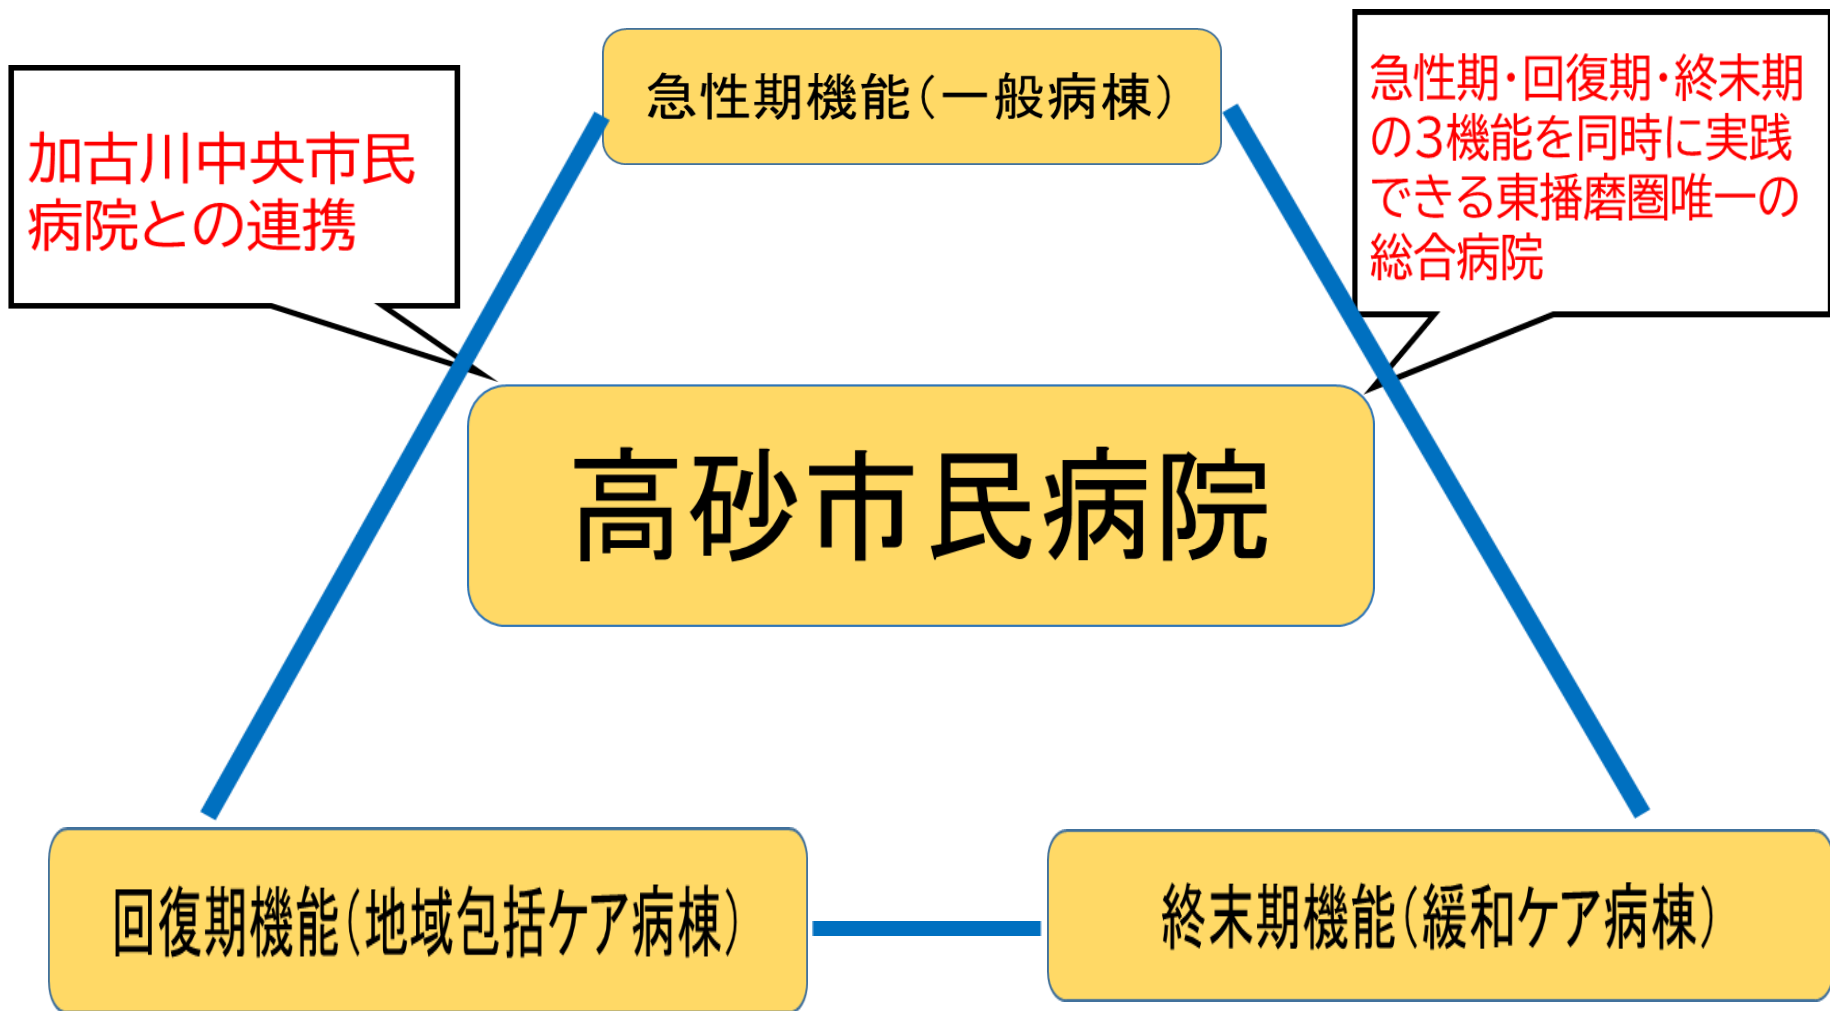 急性期機能（一般病棟）
加古川中央市民
病院との連携
急性期・回復期・終末期
の３機能を同時に実践
できる東播磨圏唯一の
総合病院
高砂市民病院
回復期機能（地域包括ケア病棟）
終末期機能（緩和ケア病棟）